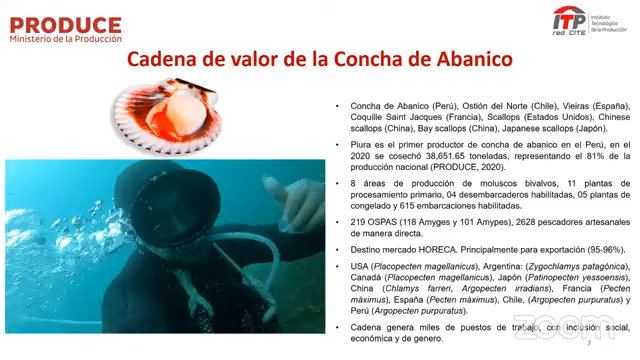 PRODUCE
Ministerio de la Producción
ITP
red CITE
Instituto
Tecnológico
de la Producción
Cadena de valor de la Concha de Abanico
• Concha de Abanico (Perú), Ostión del Norte (Chile), Vieiras (España),
Coquille Saint Jacques (Francia), Scallops (Estados Unidos), Chinese
scallops (China), Bay scallops (China), Japanese scallops (Japón).
• Piura es el primer productor de concha de abanico en el Perú, en el
2020 se cosechó 38,651.65 toneladas, representando el 81% de la
producción nacional (PRODUCE, 2020).
• 8 áreas de producción de moluscos bivalvos, 11 plantas de
procesamiento primario, 04 desembarcaderos habilitadas, 05 plantas de
congelado y 615 embarcaciones habilitadas.
• 219 OSPAS (118 Amyges y 101 Amypes), 2628 pescadores artesanales
de manera directa.
• Destino mercado HORECA. Principalmente para exportación (95-96%).
• USA (Placopecten magellanicus), Argentina: (Zygochlamys patagónica),
Canadá (Placopecten magellanicus), Japón (Patinopecten yessoensis),
China (Chlamys farreri, Argopecten irradians), Francia (Pecten
máximus), España (Pecten máximus), Chile, (Argopecten purpuratus) y
Perú (Argopecten purpuratus).
• Cadena genera miles de puestos de trabajo, con inclusión social,
económica y de genero.
zoom
7